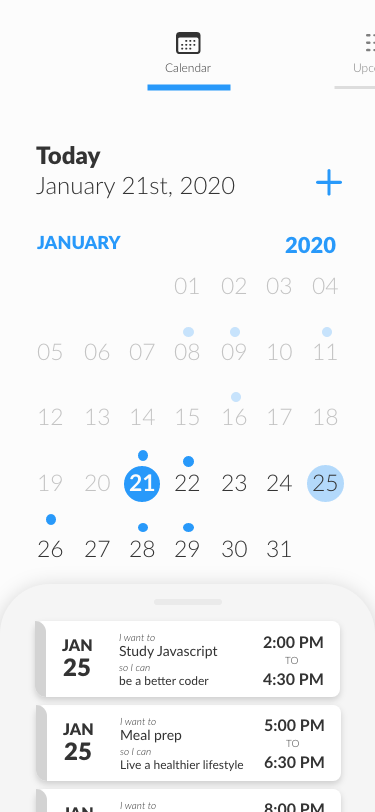 Calendar
Upco
Today
January 21st, 2020
JANUARY 2020
01 02 03 04
05 06 07 08 09 10 11
12 13 14 15 16 17 18
19 20 21 22 23 24 25
26 27 28 29 30 31
JAN
25
I want to
Study Javascript
so I can
be a better coder
2:00 PM
TO
4:30 PM
JAN
25
I want to
Meal prep
so I can
Live a healthier lifestyle
5:00 PM
TO
6:30 PM
JAN
I want to
8:00 PM